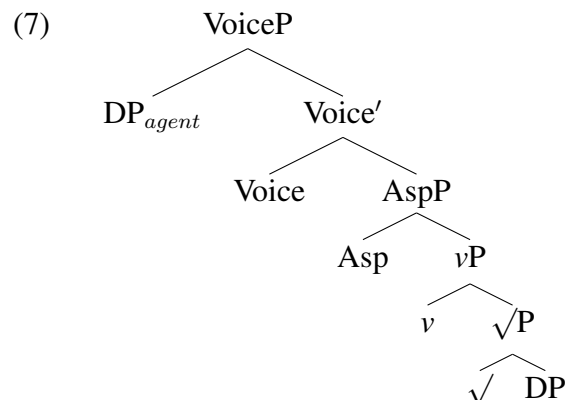 (7) VoiceP
DP_agent Voice′
Voice AspP
Asp vP
v √P
√ DP